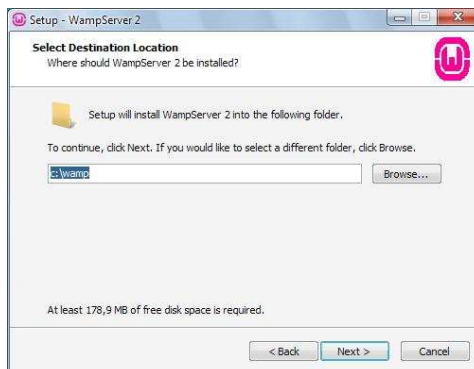 Setup - WampServer 2
Select Destination Location
Where should WampServer 2 be installed?
Setup will install WampServer 2 into the following folder.
To continue, click Next. If you would like to select a different folder, click Browse.
c:\wamp
Browse...
At least 178,9 MB of free disk space is required.
< Back
Next >
Cancel